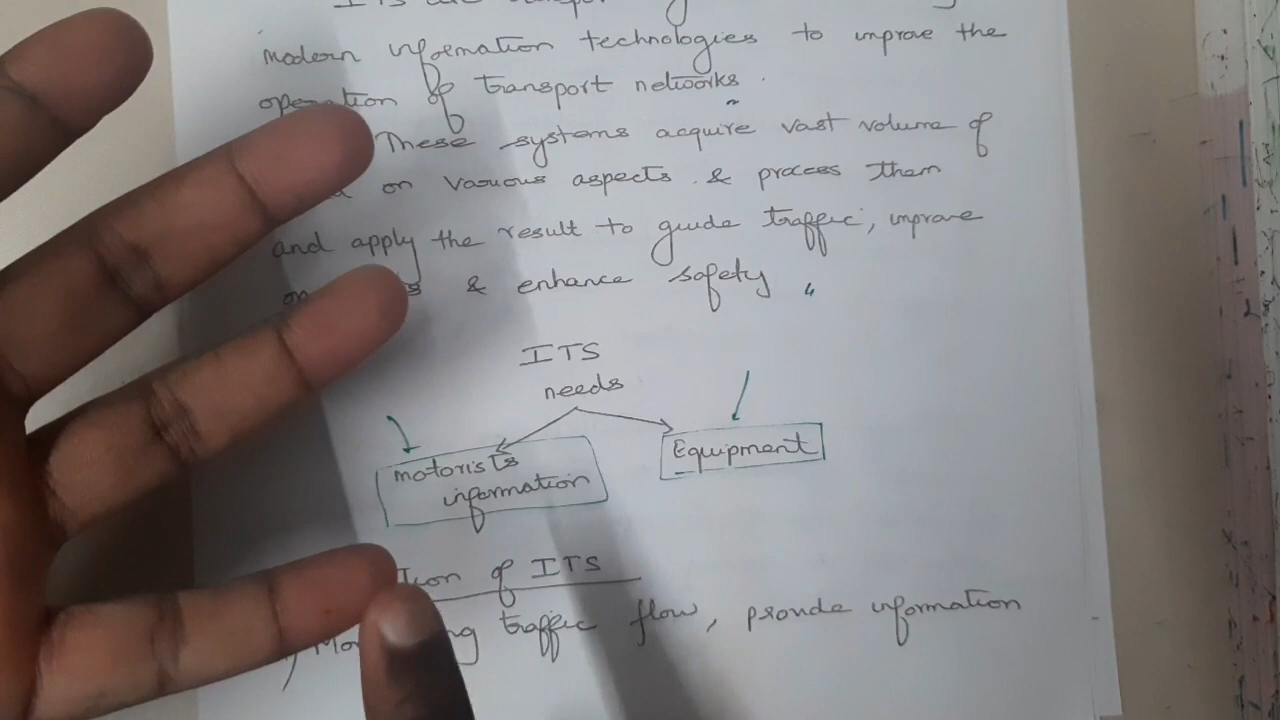 ITS are
modern information technologies to improve the
operation of transport networks.
These systems acquire vast volume of
on various aspects & process them
and apply the result to guide traffic, improve
& enhance safety
ITS
needs
motorists
information
Equipment
of ITS
traffic flow, provide information